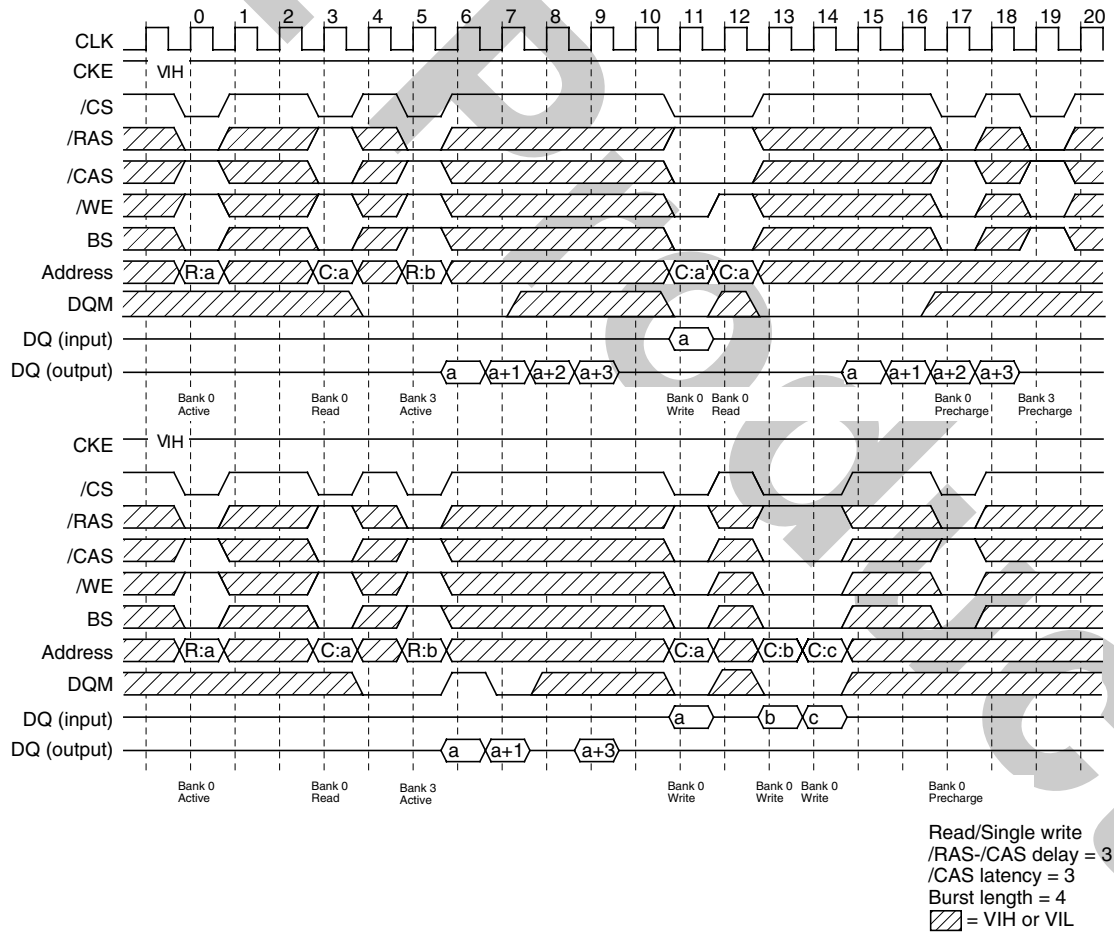 0 1 2 3 4 5 6 7 8 9 10 11 12 13 14 15 16 17 18 19 20
CLK
CKE VIH
/CS
/RAS
/CAS
/WE
BS
Address R:a C:a R:b C:a' C:a
DQM
DQ (input) a
DQ (output) a a+1 a+2 a+3 a a+1 a+2 a+3
Bank 0 Bank 0 Bank 3 Bank 0 Bank 0 Bank 0 Bank 3
Active Read Active Write Read Precharge Precharge
CKE VIH
/CS
/RAS
/CAS
/WE
BS
Address R:a C:a R:b C:a C:b C:c
DQM
DQ (input) a b c
DQ (output) a a+1 a+3
Bank 0 Bank 0 Bank 3 Bank 0 Bank 0 Bank 0 Bank 0
Active Read Active Write Write Write Precharge
Read/Single write
/RAS-/CAS delay = 3
/CAS latency = 3
Burst length = 4
= VIH or VIL